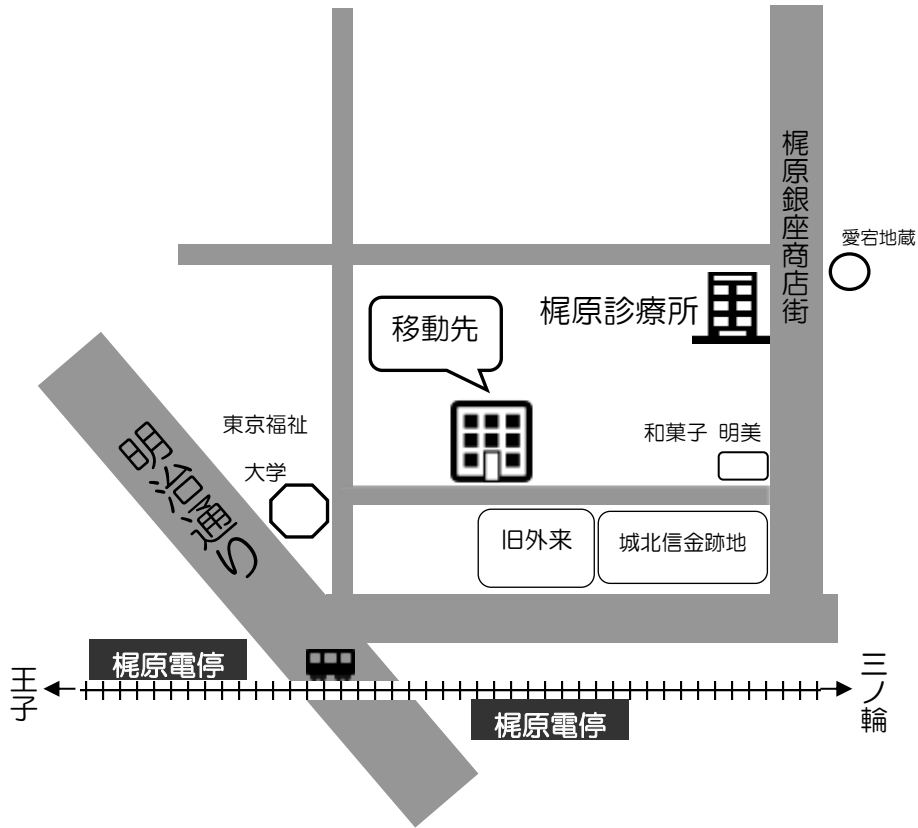 梶原銀座商店街
愛宕地蔵
梶原診療所
移動先
東京福祉
大学
和菓子 明美
明治通り
旧外来
城北信金跡地
梶原電停
王子
三ノ輪
梶原電停